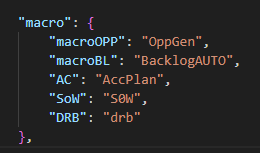 "macro": {
"macroOPP": "OppGen",
"macroBL": "BacklogAUTO",
"AC": "AccPlan",
"SoW": "S0W",
"DRB": "drb"
},